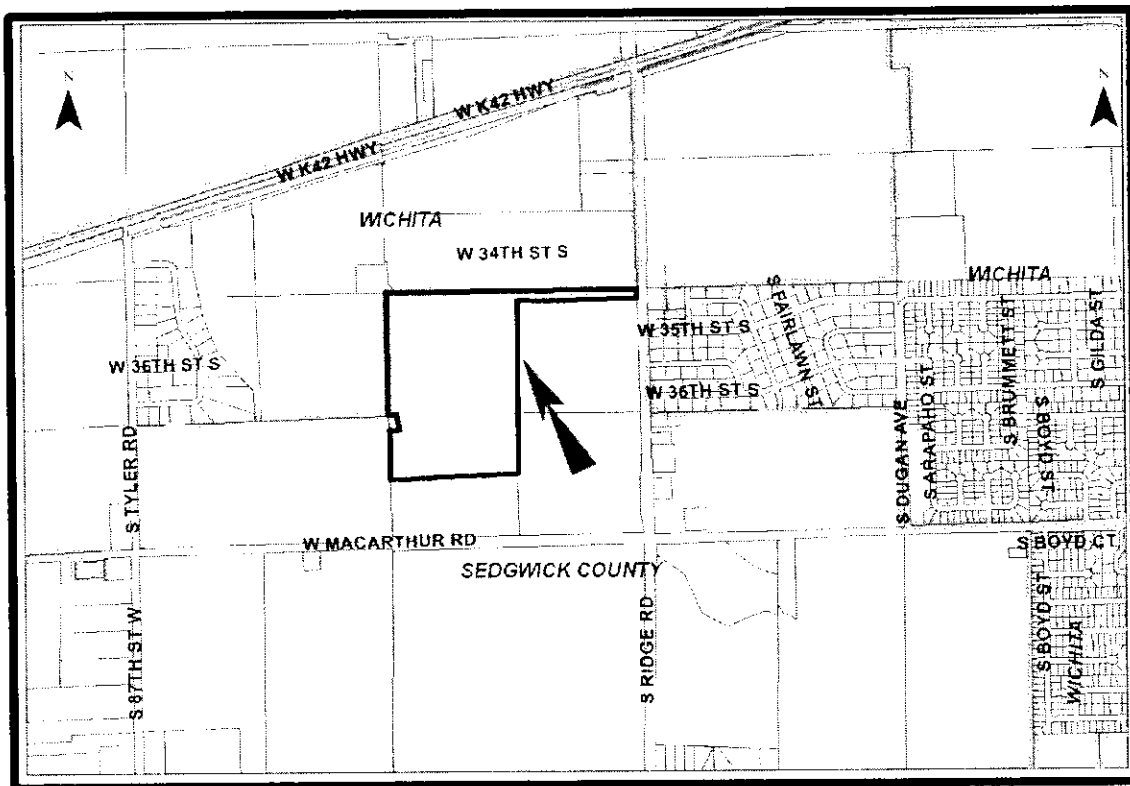 N
N
W K42 HWY
W K42 HWY
WICHITA
W 34TH ST S
WICHITA
S FAIRLAWN ST
W 35TH ST S
W 36TH ST S
W 36TH ST S
S GILDA ST
S BRUMMETT ST
S ARAPAHO ST
S BOYD ST
S DUGAN AVE
S TYLER RD
W MACARTHUR RD
SEDGWICK COUNTY
S BOYD CT
S BOYD ST
WICHITA
S RIDGE RD
S 87TH ST W